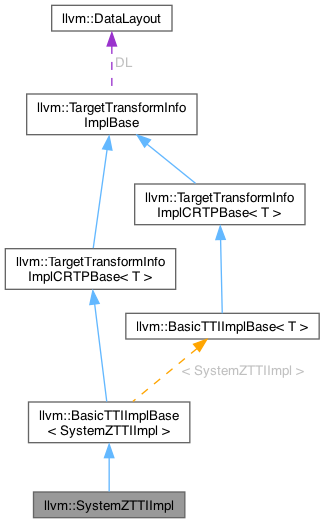 llvm::DataLayout
DL
llvm::TargetTransformInfo
ImplBase
llvm::TargetTransformInfo
ImplCRTPBase< T >
llvm::TargetTransformInfo
ImplCRTPBase< T >
llvm::BasicTTIImplBase< T >
< SystemZTTIImpl >
llvm::BasicTTIImplBase
< SystemZTTIImpl >
llvm::SystemZTTIImpl